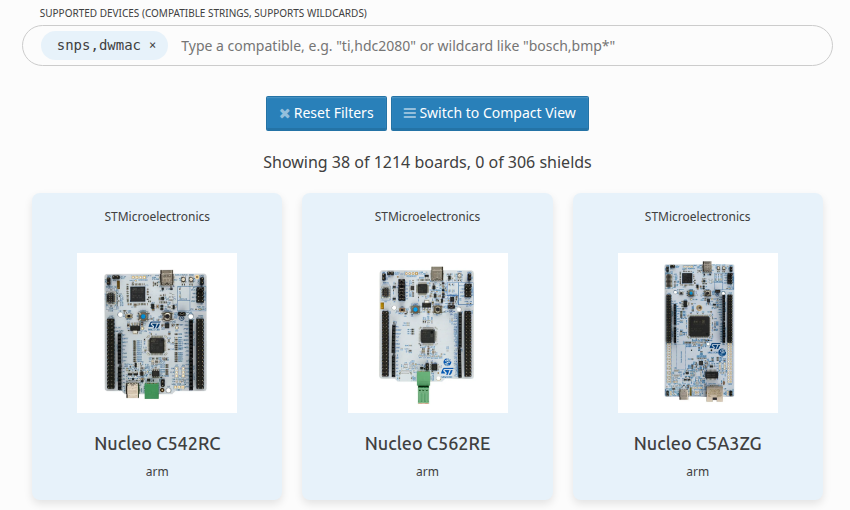 SUPPORTED DEVICES (COMPATIBLE STRINGS, SUPPORTS WILDCARDS)
snps,dwmac × Type a compatible, e.g. "ti,hdc2080" or wildcard like "bosch,bmp*"
Reset Filters Switch to Compact View
Showing 38 of 1214 boards, 0 of 306 shields
STMicroelectronics STMicroelectronics STMicroelectronics
Nucleo C542RC Nucleo C562RE Nucleo C5A3ZG
arm arm arm